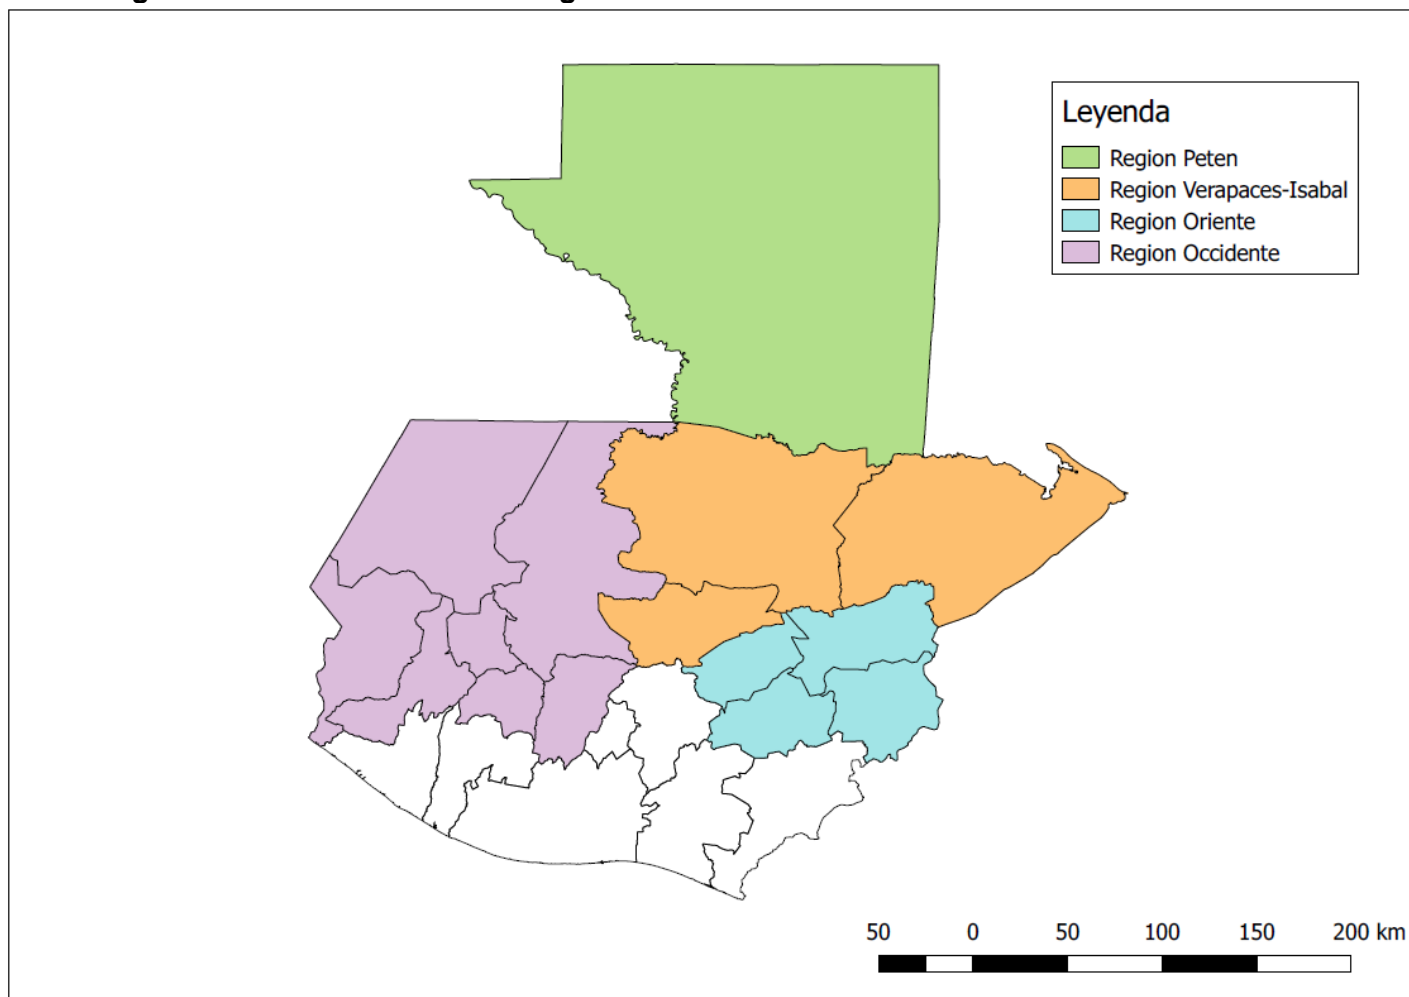 Leyenda
Region Peten
Region Verapaces-Isabal
Region Oriente
Region Occidente
50 0 50 100 150 200 km